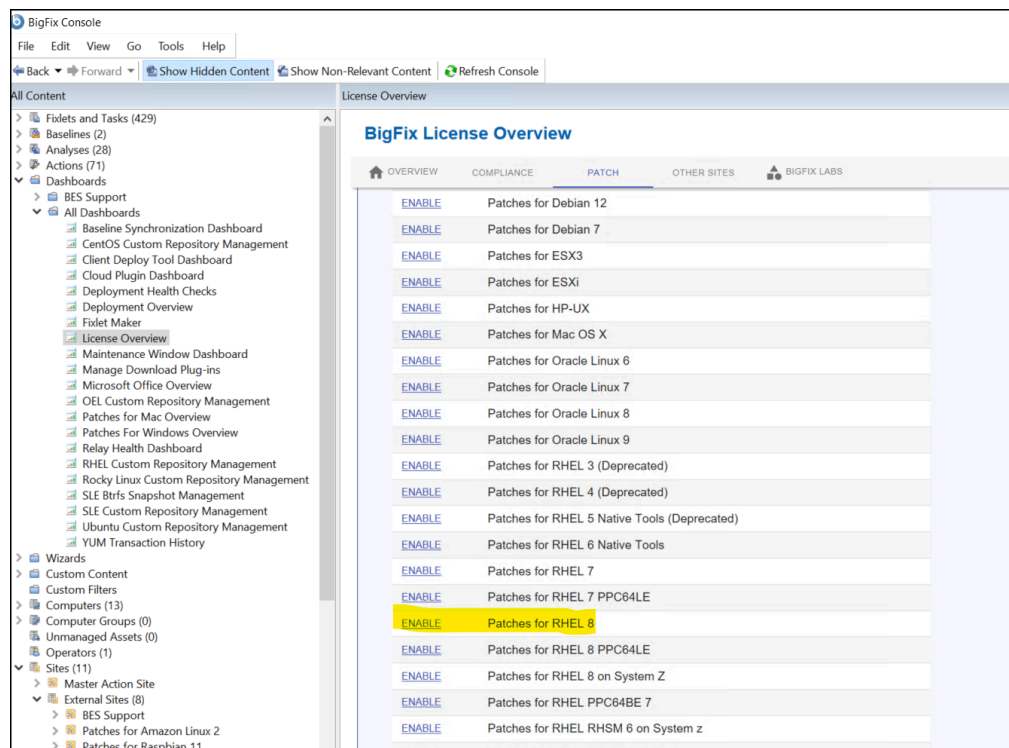 BigFix Console
File Edit View Go Tools Help
Back Forward Show Hidden Content Show Non-Relevant Content Refresh Console
All Content
Fixlets and Tasks (429)
Baselines (2)
Analyses (28)
Actions (71)
Dashboards
BES Support
All Dashboards
Baseline Synchronization Dashboard
CentOS Custom Repository Management
Client Deploy Tool Dashboard
Cloud Plugin Dashboard
Deployment Health Checks
Deployment Overview
Fixlet Maker
License Overview
Maintenance Window Dashboard
Manage Download Plug-ins
Microsoft Office Overview
OEL Custom Repository Management
Patches for Mac Overview
Patches For Windows Overview
Relay Health Dashboard
RHEL Custom Repository Management
Rocky Linux Custom Repository Management
SLE Btrfs Snapshot Management
SLE Custom Repository Management
Ubuntu Custom Repository Management
YUM Transaction History
Wizards
Custom Content
Custom Filters
Computers (13)
Computer Groups (0)
Unmanaged Assets (0)
Operators (1)
Sites (11)
Master Action Site
External Sites (8)
BES Support
Patches for Amazon Linux 2
Patches for Raspbian 11
License Overview
BigFix License Overview
OVERVIEW COMPLIANCE PATCH OTHER SITES BIGFIX LABS
ENABLE Patches for Debian 12
ENABLE Patches for Debian 7
ENABLE Patches for ESX3
ENABLE Patches for ESXi
ENABLE Patches for HP-UX
ENABLE Patches for Mac OS X
ENABLE Patches for Oracle Linux 6
ENABLE Patches for Oracle Linux 7
ENABLE Patches for Oracle Linux 8
ENABLE Patches for Oracle Linux 9
ENABLE Patches for RHEL 3 (Deprecated)
ENABLE Patches for RHEL 4 (Deprecated)
ENABLE Patches for RHEL 5 Native Tools (Deprecated)
ENABLE Patches for RHEL 6 Native Tools
ENABLE Patches for RHEL 7
ENABLE Patches for RHEL 7 PPC64LE
ENABLE Patches for RHEL 8
ENABLE Patches for RHEL 8 PPC64LE
ENABLE Patches for RHEL 8 on System Z
ENABLE Patches for RHEL PPC64BE 7
ENABLE Patches for RHEL RHSM 6 on System z